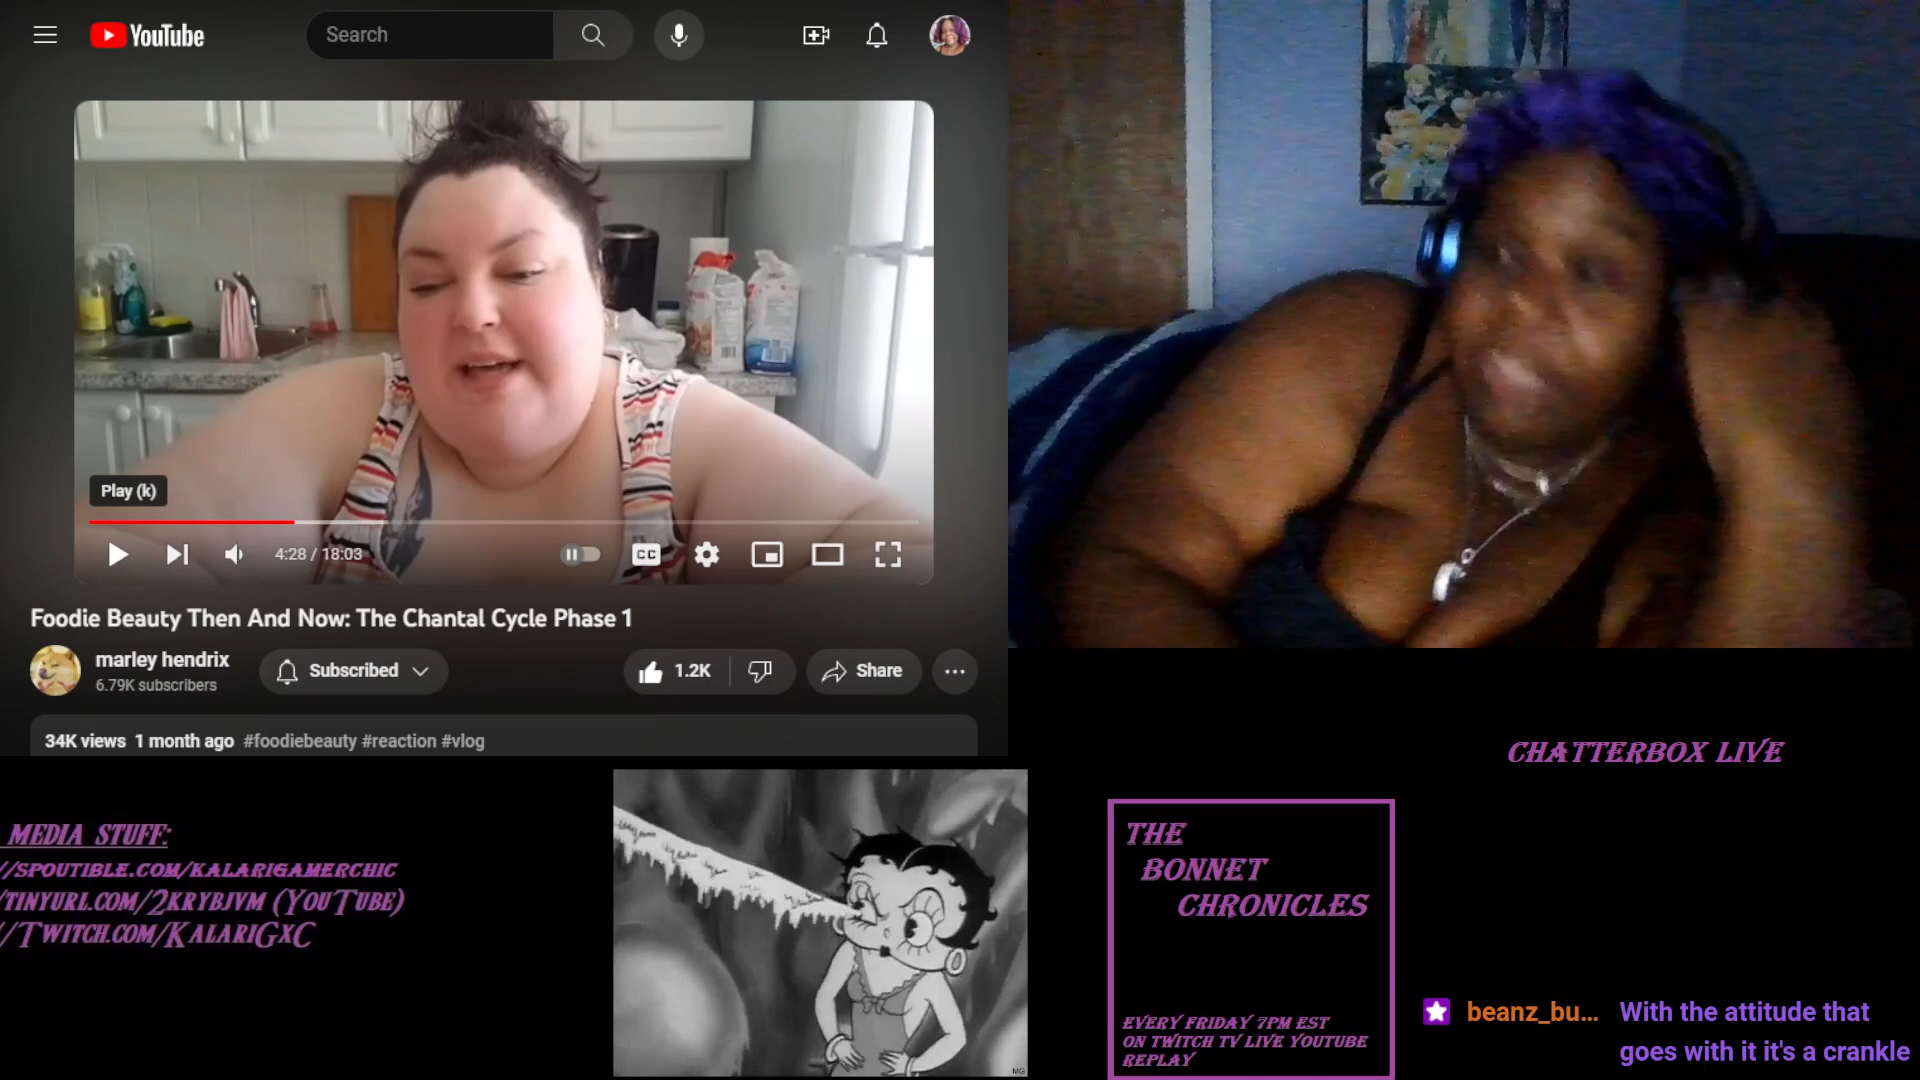 YouTube
Search
Play (k)
4:28 / 18:03
CC
Foodie Beauty Then And Now: The Chantal Cycle Phase 1
marley hendrix
6.79K subscribers
Subscribed
1.2K
Share
34K views 1 month ago #foodiebeauty #reaction #vlog
MEDIA STUFF:
//SPOUTIBLE.COM/KALARIGAMERCHIC
/TINYURL.COM/2KRYBJVM (YOUTUBE)
//TWITCH.COM/KALARIGXC
MG
CHATTERBOX LIVE
THE
BONNET
CHRONICLES
EVERY FRIDAY 7PM EST
ON TWITCH TV LIVE YOUTUBE
REPLAY
beanz_bu... With the attitude that
goes with it it's a crankle